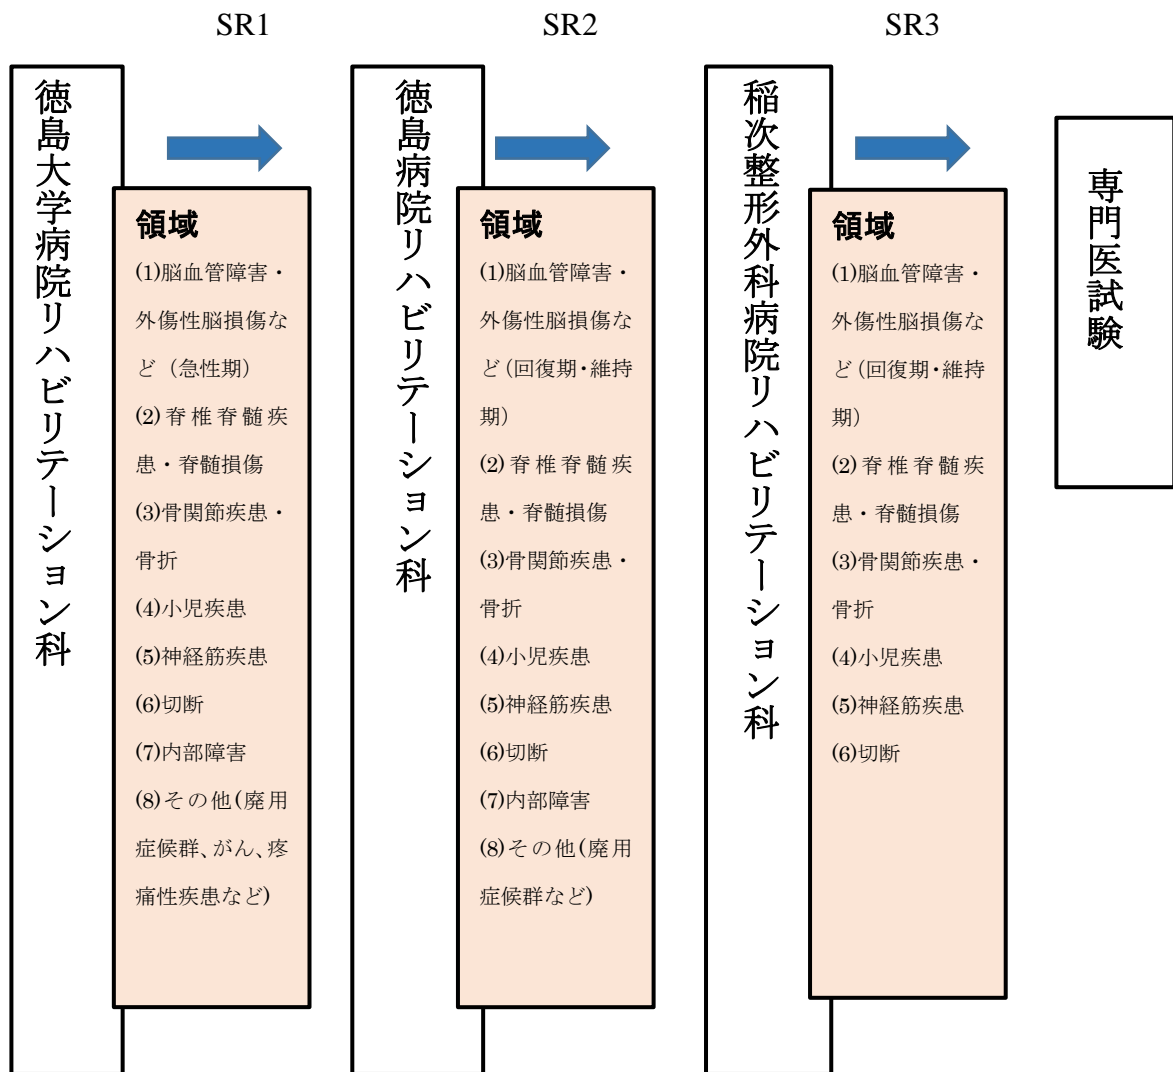 SR1
SR2
SR3
徳島大学病院リハビリテーション科
領域
(1)脳血管障害・
外傷性脳損傷な
ど（急性期）
(2)脊椎脊髄疾
患・脊髄損傷
(3)骨関節疾患・
骨折
(4)小児疾患
(5)神経筋疾患
(6)切断
(7)内部障害
(8)その他(廃用
症候群、がん、疼
痛性疾患など)
徳島病院リハビリテーション科
領域
(1)脳血管障害・
外傷性脳損傷な
ど(回復期・維持
期）
(2)脊椎脊髄疾
患・脊髄損傷
(3)骨関節疾患・
骨折
(4)小児疾患
(5)神経筋疾患
(6)切断
(7)内部障害
(8)その他(廃用
症候群など)
稲次整形外科病院リハビリテーション科
領域
(1)脳血管障害・
外傷性脳損傷な
ど(回復期・維持
期）
(2)脊椎脊髄疾
患・脊髄損傷
(3)骨関節疾患・
骨折
(4)小児疾患
(5)神経筋疾患
(6)切断
専門医試験